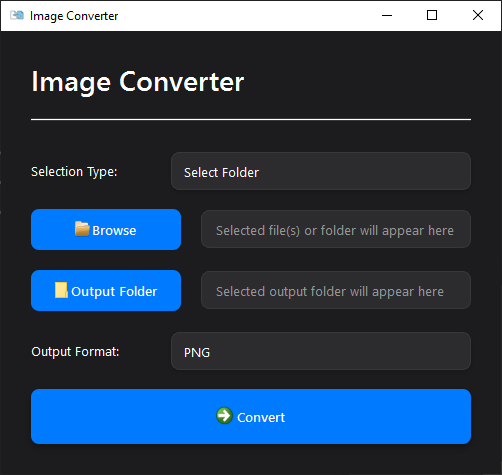 Image Converter
Image Converter
Selection Type:
Select Folder
Browse
Selected file(s) or folder will appear here
Output Folder
Selected output folder will appear here
Output Format:
PNG
Convert